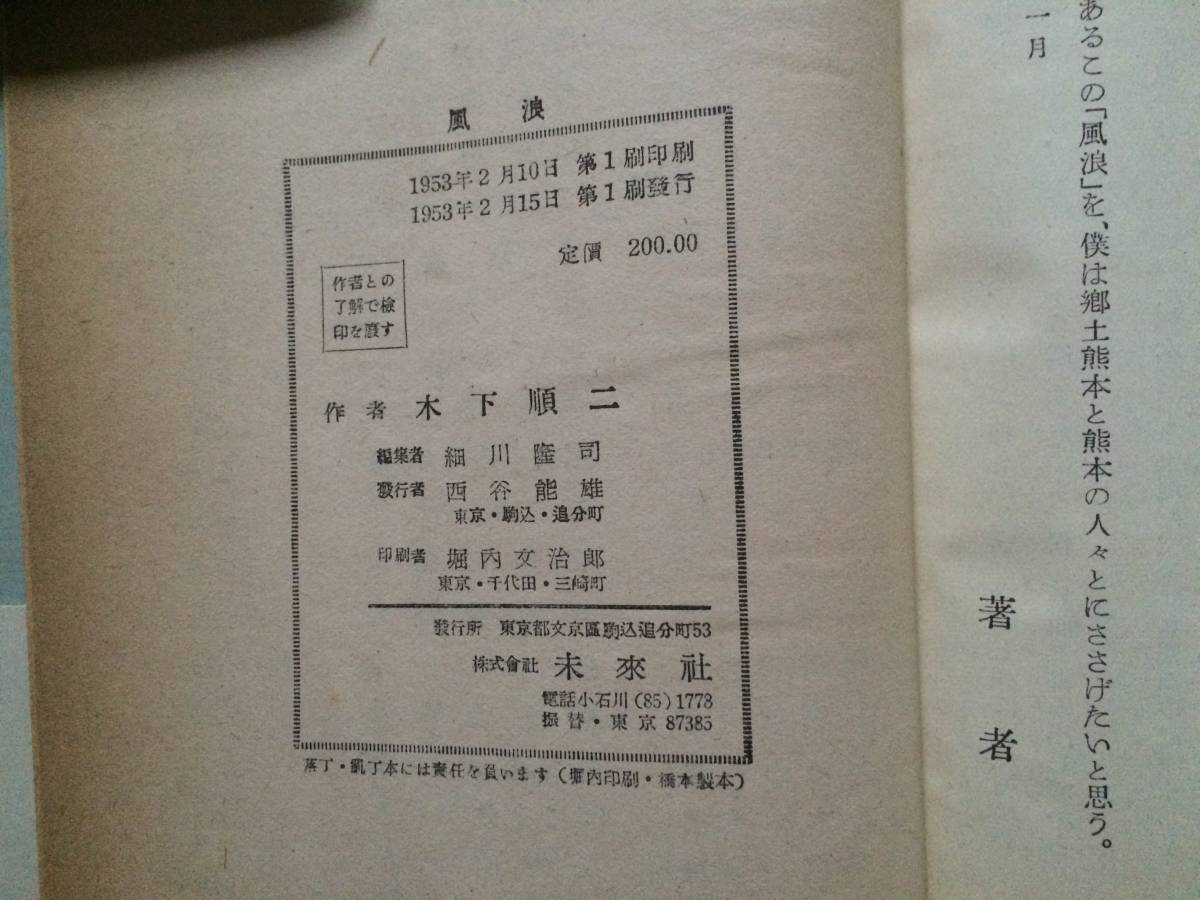 風浪
1953年2月10日 第1刷印刷
1953年2月15日 第1刷發行
定價 200.00
作者との
了解で檢
印を廢す
作者 木下順二
編集者 細川隆司
發行者 西谷能雄
東京・駒込・追分町
印刷者 堀内文治郎
東京・千代田・三崎町
發行所 東京都文京區駒込追分町53
株式會社 未來社
電話小石川(85)1778
振替・東京87385
落丁・亂丁本には責任を負います(堀内印刷・橋本製本)
あるこの「風浪」を、僕は鄕土熊本と熊本の人々とにささげたいと思う。
一月
著者